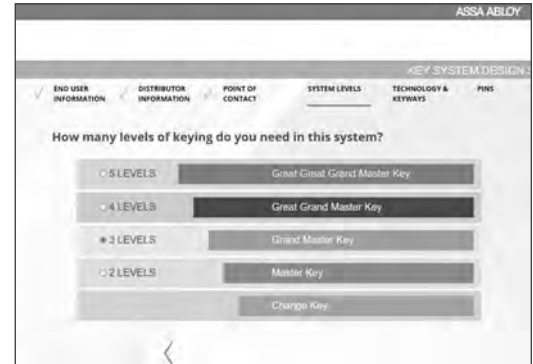 ASSA ABLOY
KEY SYSTEM DESIGN
END USER INFORMATION
DISTRIBUTOR INFORMATION
POINT OF CONTACT
SYSTEM LEVELS
TECHNOLOGY & KEYWAYS
PINS
How many levels of keying do you need in this system?
5 LEVELS Great Great Grand Master Key
4 LEVELS Great Grand Master Key
3 LEVELS Grand Master Key
2 LEVELS Master Key
Change Key